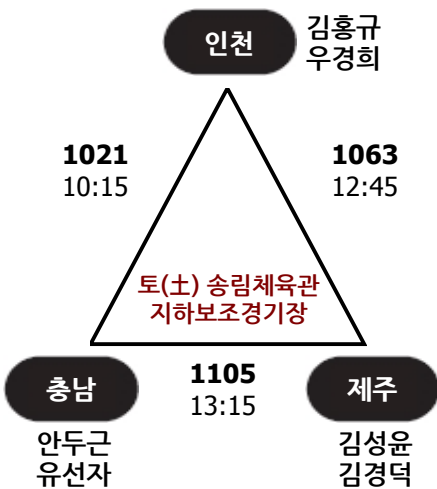 인천
김홍규
우경희
1021
10:15
1063
12:45
토(土) 송림체육관
지하보조경기장
충남
1105
13:15
제주
안두근
유선자
김성윤
김경덕